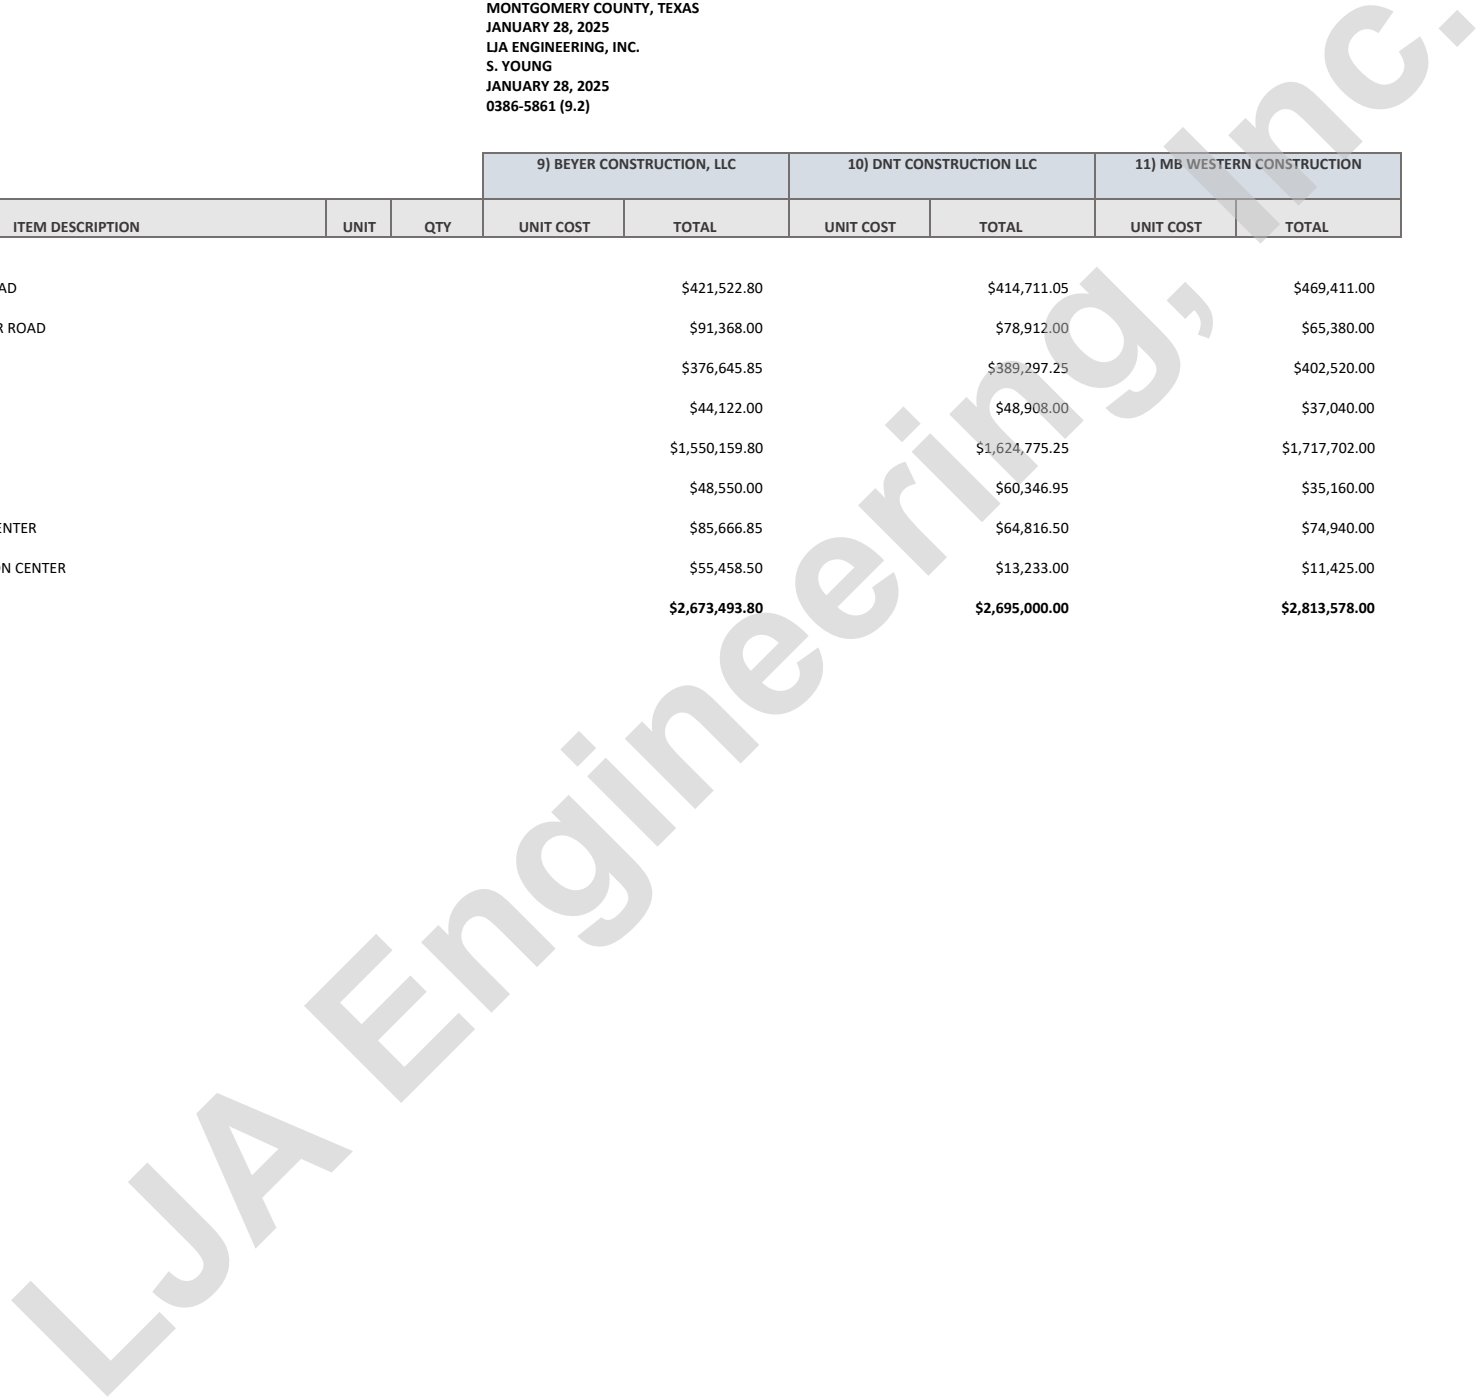 MONTGOMERY COUNTY, TEXAS
JANUARY 28, 2025
LJA ENGINEERING, INC.
S. YOUNG
JANUARY 28, 2025
0386-5861 (9.2)
9) BEYER CONSTRUCTION, LLC 10) DNT CONSTRUCTION LLC 11) MB WESTERN CONSTRUCTION
ITEM DESCRIPTION UNIT QTY UNIT COST TOTAL UNIT COST TOTAL UNIT COST TOTAL
AD $421,522.80 $414,711.05 $469,411.00
R ROAD $91,368.00 $78,912.00 $65,380.00
$376,645.85 $389,297.25 $402,520.00
$44,122.00 $48,908.00 $37,040.00
$1,550,159.80 $1,624,775.25 $1,717,702.00
$48,550.00 $60,346.95 $35,160.00
ENTER $85,666.85 $64,816.50 $74,940.00
ON CENTER $55,458.50 $13,233.00 $11,425.00
$2,673,493.80 $2,695,000.00 $2,813,578.00
LJA Engineering, Inc.